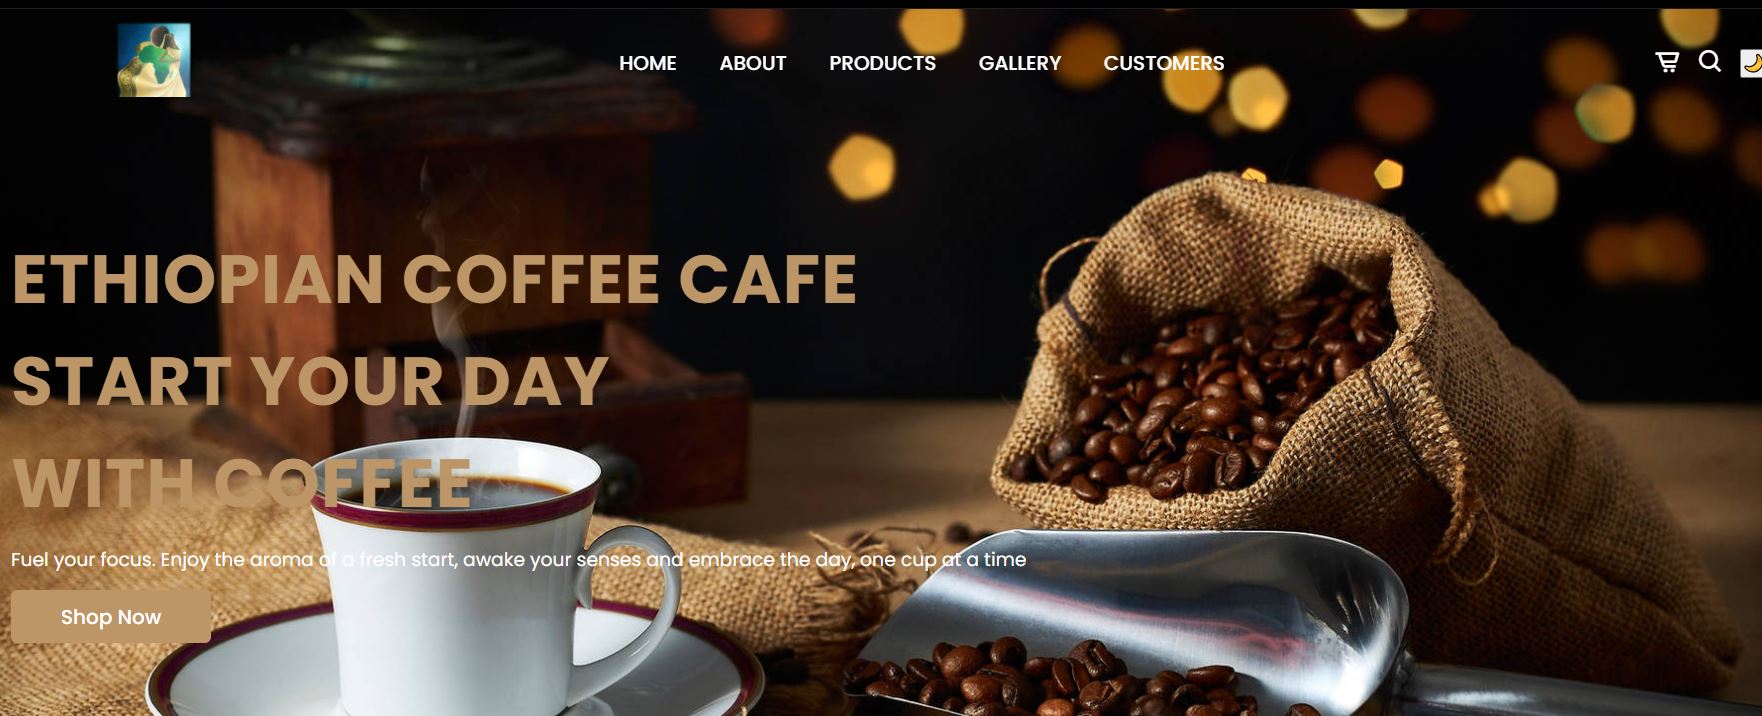 HOME ABOUT PRODUCTS GALLERY CUSTOMERS
ETHIOPIAN COFFEE CAFE
START YOUR DAY
WITH COFFEE
Fuel your focus. Enjoy the aroma of a fresh start, awake your senses and embrace the day, one cup at a time
Shop Now